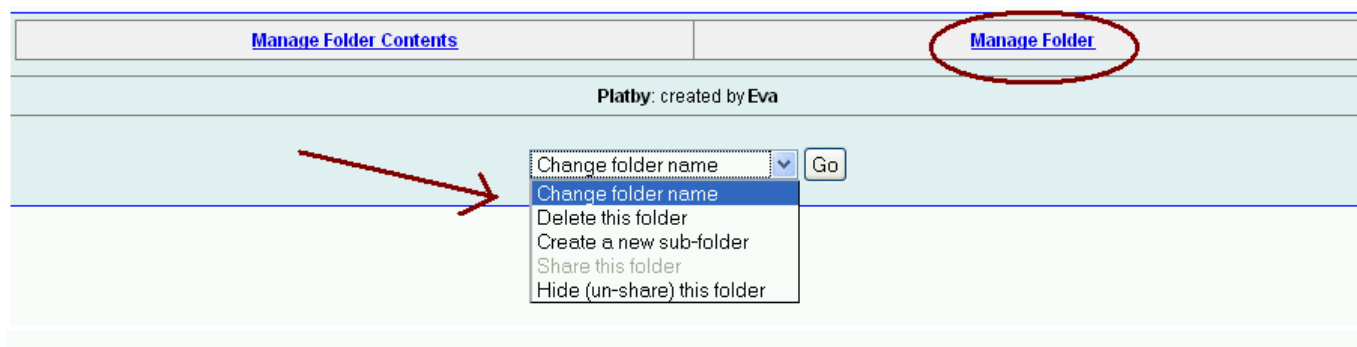 Manage Folder Contents Manage Folder
Platby: created by Eva
Change folder name Go
Change folder name
Delete this folder
Create a new sub-folder
Share this folder
Hide (un-share) this folder